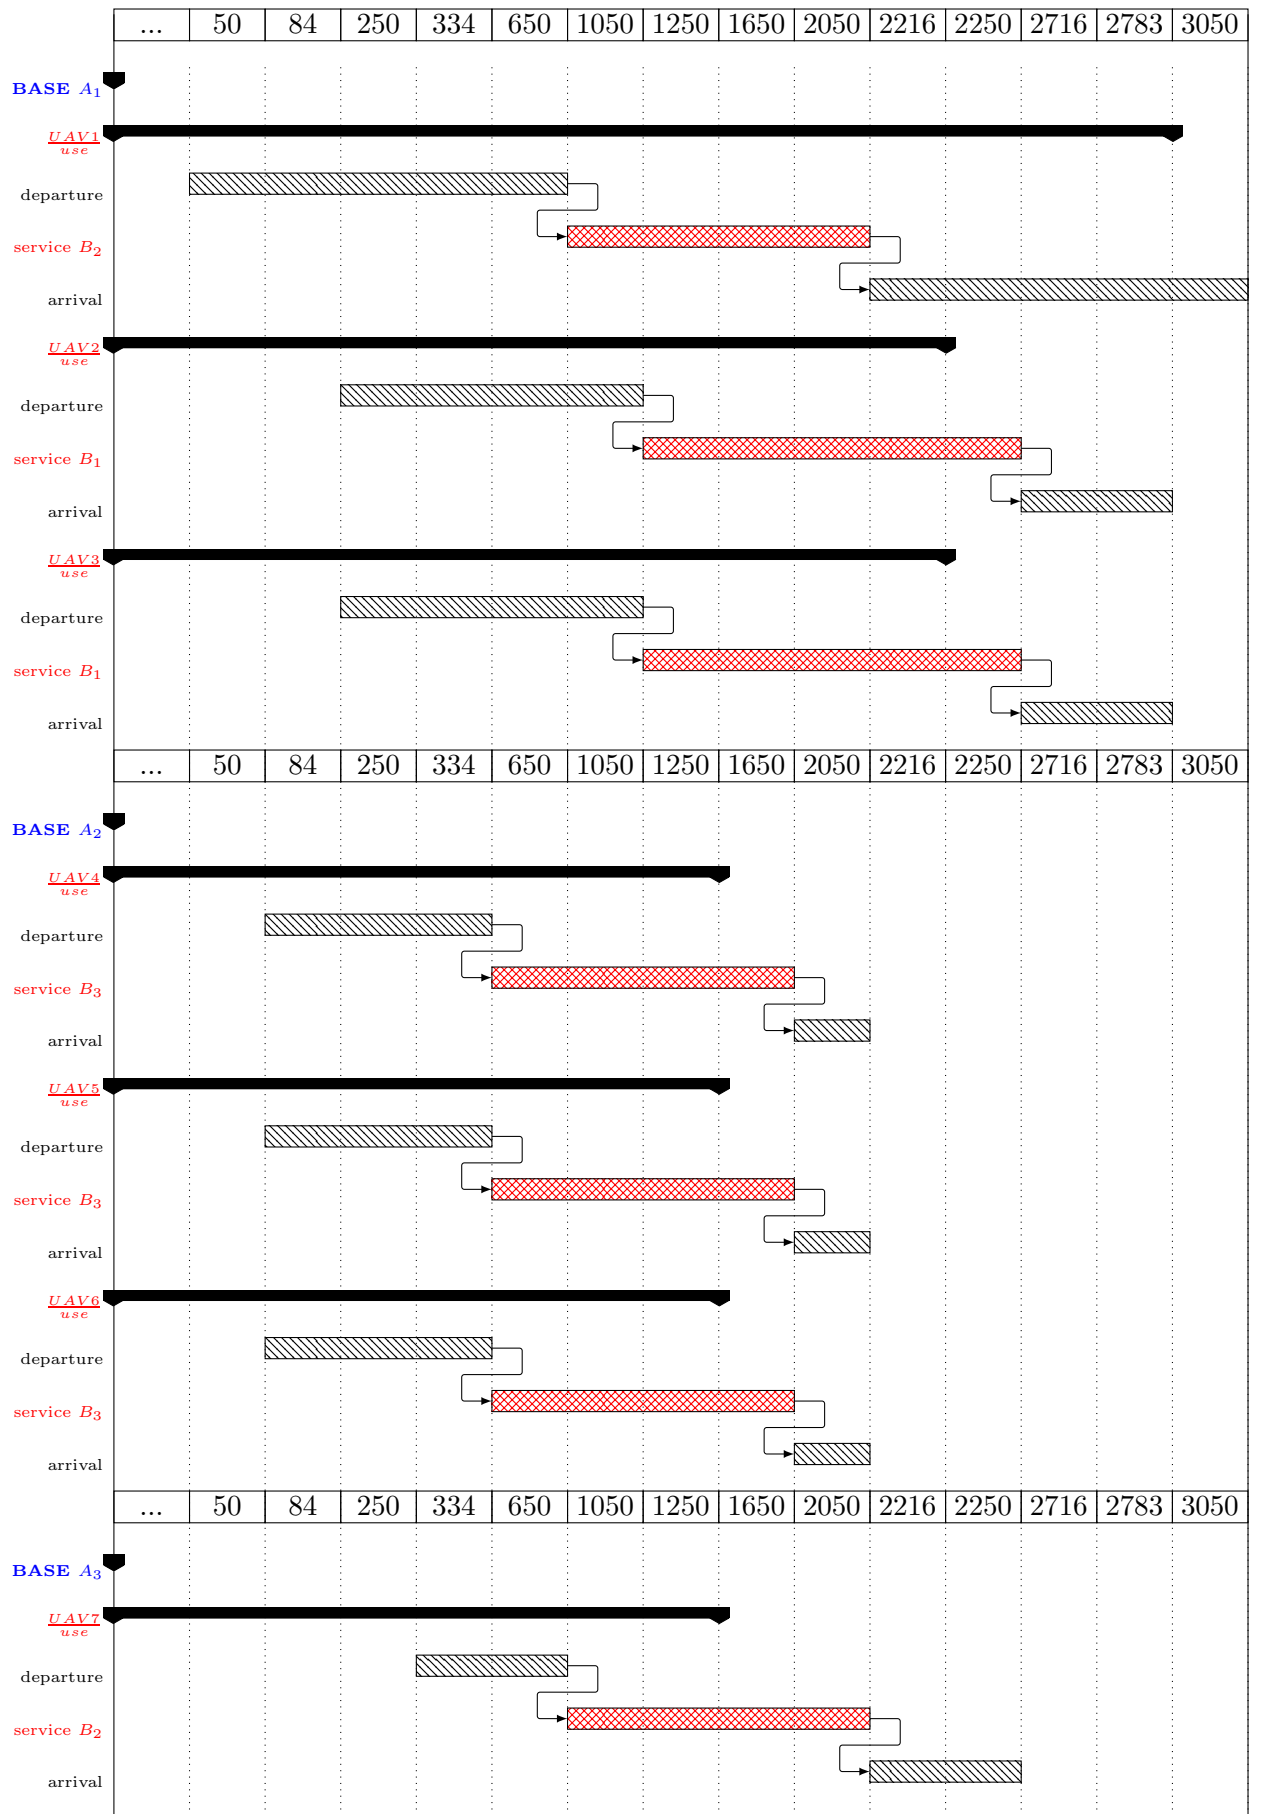 ... 50 84 250 334 650 1050 1250 1650 2050 2216 2250 2716 2783 3050
BASE A₁
UAV1
use
departure
service B₂
arrival
UAV2
use
departure
service B₁
arrival
UAV3
use
departure
service B₁
arrival
... 50 84 250 334 650 1050 1250 1650 2050 2216 2250 2716 2783 3050
BASE A₂
UAV4
use
departure
service B₃
arrival
UAV5
use
departure
service B₃
arrival
UAV6
use
departure
service B₃
arrival
... 50 84 250 334 650 1050 1250 1650 2050 2216 2250 2716 2783 3050
BASE A₃
UAV7
use
departure
service B₂
arrival